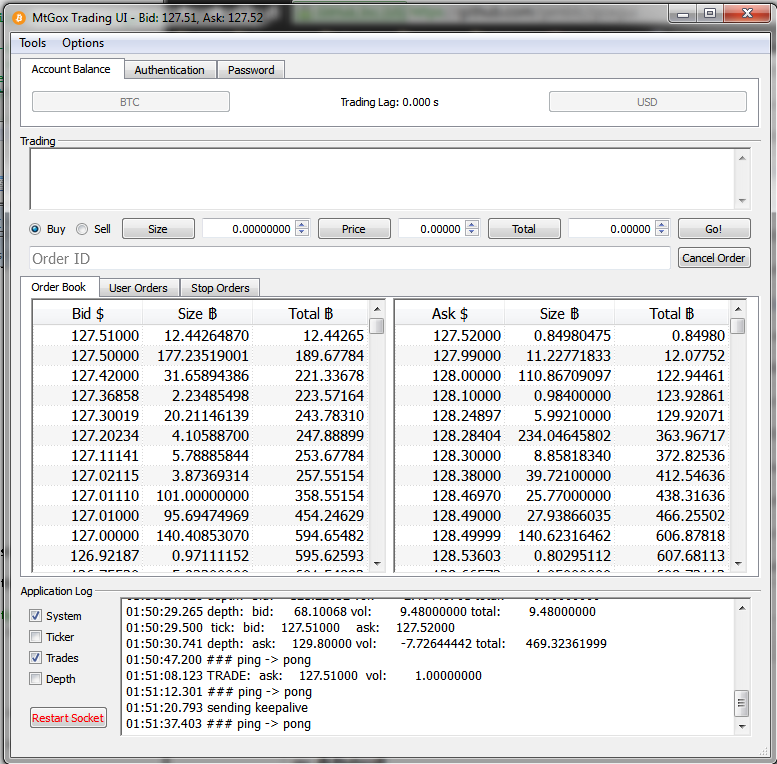 MtGox Trading UI - Bid: 127.51, Ask: 127.52
Tools Options
Account Balance Authentication Password
BTC Trading Lag: 0.000 s USD
Trading
Buy Sell Size 0.00000000 Price 0.00000 Total 0.00000 Go!
Order ID Cancel Order
Order Book User Orders Stop Orders
Bid $ Size ฿ Total ฿ Ask $ Size ฿ Total ฿
127.51000 12.44264870 12.44265 127.52000 0.84980475 0.84980
127.50000 177.23519001 189.67784 127.99000 11.22771833 12.07752
127.42000 31.65894386 221.33678 128.00000 110.86709097 122.94461
127.36858 2.23485498 223.57164 128.10000 0.98400000 123.92861
127.30019 20.21146139 243.78310 128.24897 5.99210000 129.92071
127.20234 4.10588700 247.88899 128.28404 234.04645802 363.96717
127.11141 5.78885844 253.67784 128.30000 8.85818340 372.82536
127.02115 3.87369314 257.55154 128.38000 39.72100000 412.54636
127.01110 101.00000000 358.55154 128.46970 25.77000000 438.31636
127.01000 95.69474969 454.24629 128.49000 27.93866035 466.25502
127.00000 140.40853070 594.65482 128.49999 140.62316462 606.87818
126.92187 0.97111152 595.62593 128.53603 0.80295112 607.68113
Application Log
System
Ticker
Trades
Depth
Restart Socket
01:50:29.265 depth: bid: 68.10068 vol: 9.48000000 total: 9.48000000
01:50:29.500 tick: bid: 127.51000 ask: 127.52000
01:50:30.741 depth: ask: 129.80000 vol: -7.72644442 total: 469.32361999
01:50:47.200 ### ping -> pong
01:51:08.123 TRADE: ask: 127.51000 vol: 1.00000000
01:51:12.301 ### ping -> pong
01:51:20.793 sending keepalive
01:51:37.403 ### ping -> pong